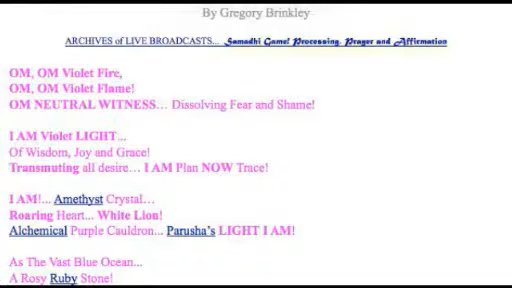 By Gregory Brinkley
ARCHIVES of LIVE BROADCASTS... Samadhi Game! Processing, Prayer and Affirmation
OM, OM Violet Fire,
OM, OM Violet Flame!
OM NEUTRAL WITNESS… Dissolving Fear and Shame!
I AM Violet LIGHT...
Of Wisdom, Joy and Grace!
Transmuting all desire… I AM Plan NOW Trace!
I AM!... Amethyst Crystal…
Roaring Heart... White Lion!
Alchemical Purple Cauldron... Parusha's LIGHT I AM!
As The Vast Blue Ocean...
A Rosy Ruby Stone!